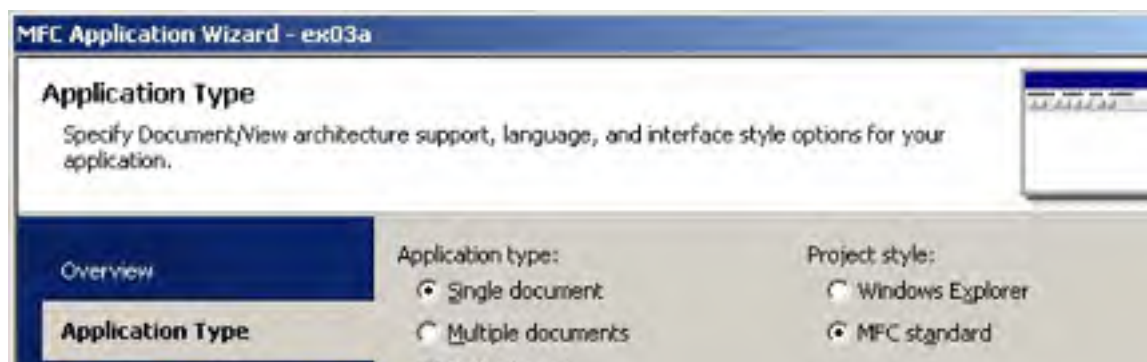 MFC Application Wizard - ex03a
Application Type
Specify Document/View architecture support, language, and interface style options for your
application.
Overview
Application Type
Application type:
Single document
Multiple documents
Project style:
Windows Explorer
MFC standard